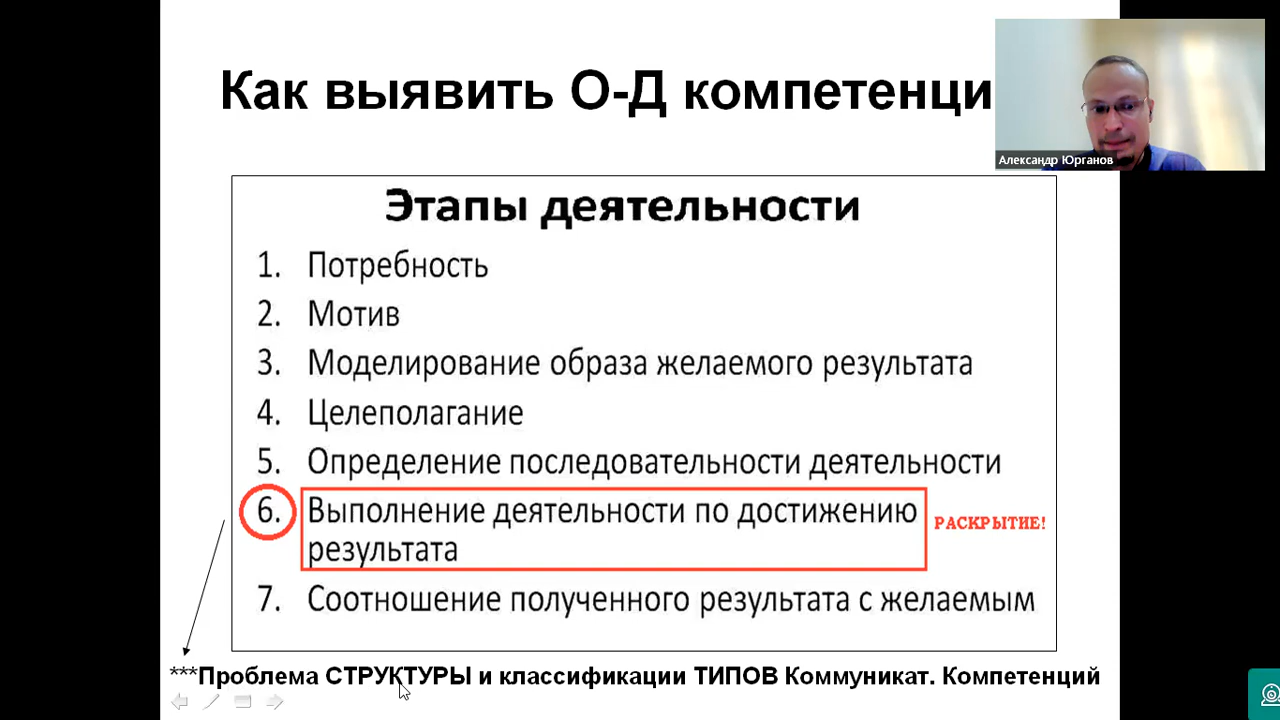 Как выявить О-Д компетенци
Александр Юрганов
Этапы деятельности
1. Потребность
2. Мотив
3. Моделирование образа желаемого результата
4. Целеполагание
5. Определение последовательности деятельности
6. Выполнение деятельности по достижению
результата
РАСКРЫТИЕ!
7. Соотношение полученного результата с желаемым
***Проблема СТРУКТУРЫ и классификации ТИПОВ Коммуникат. Компетенций